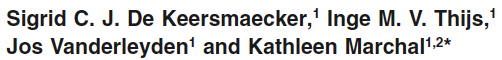 Sigrid C. J. De Keersmaecker,¹ Inge M. V. Thijs,¹
Jos Vanderleyden¹ and Kathleen Marchal¹,²*